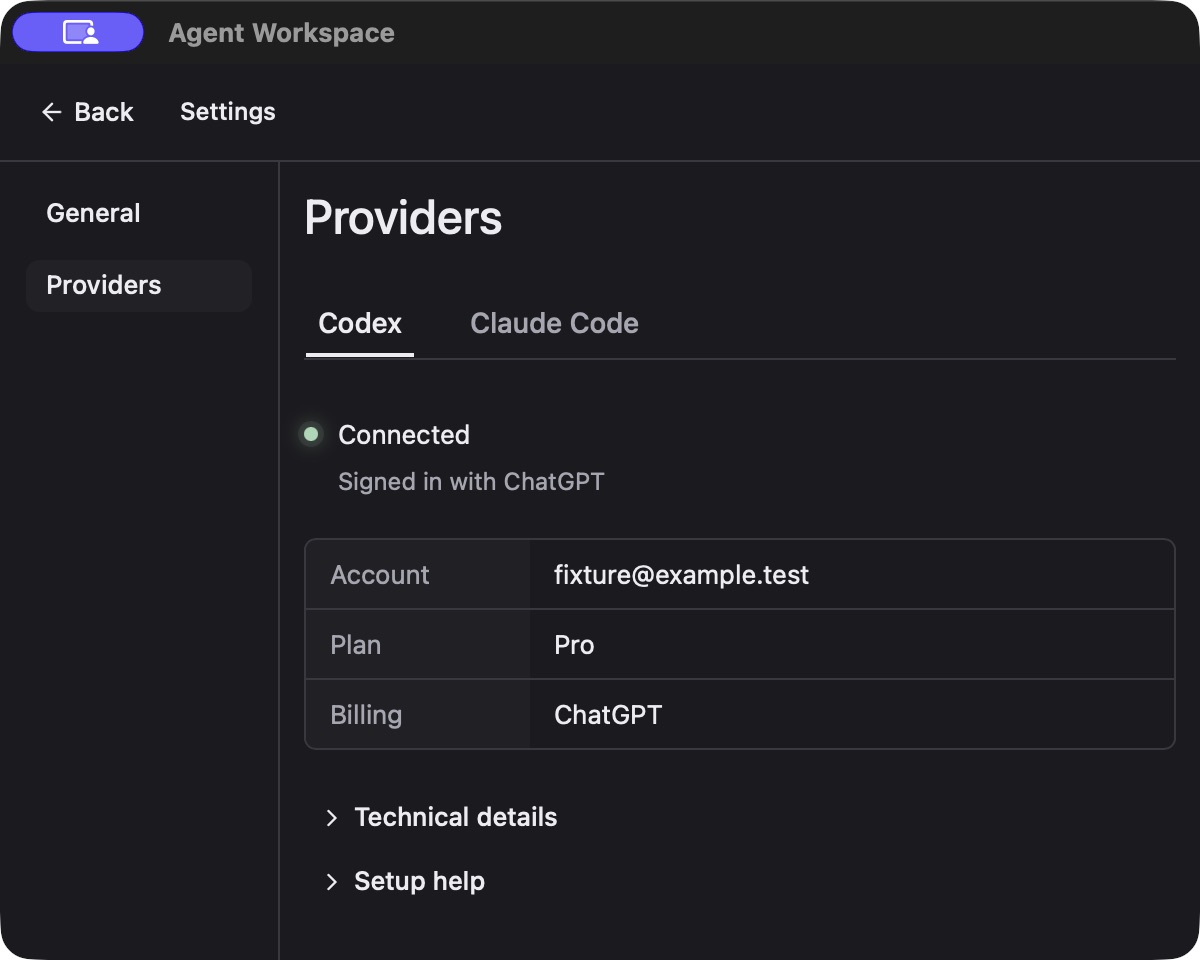 Agent Workspace
Back Settings
General
Providers
Providers
Codex Claude Code
Connected
Signed in with ChatGPT
Account fixture@example.test
Plan Pro
Billing ChatGPT
Technical details
Setup help